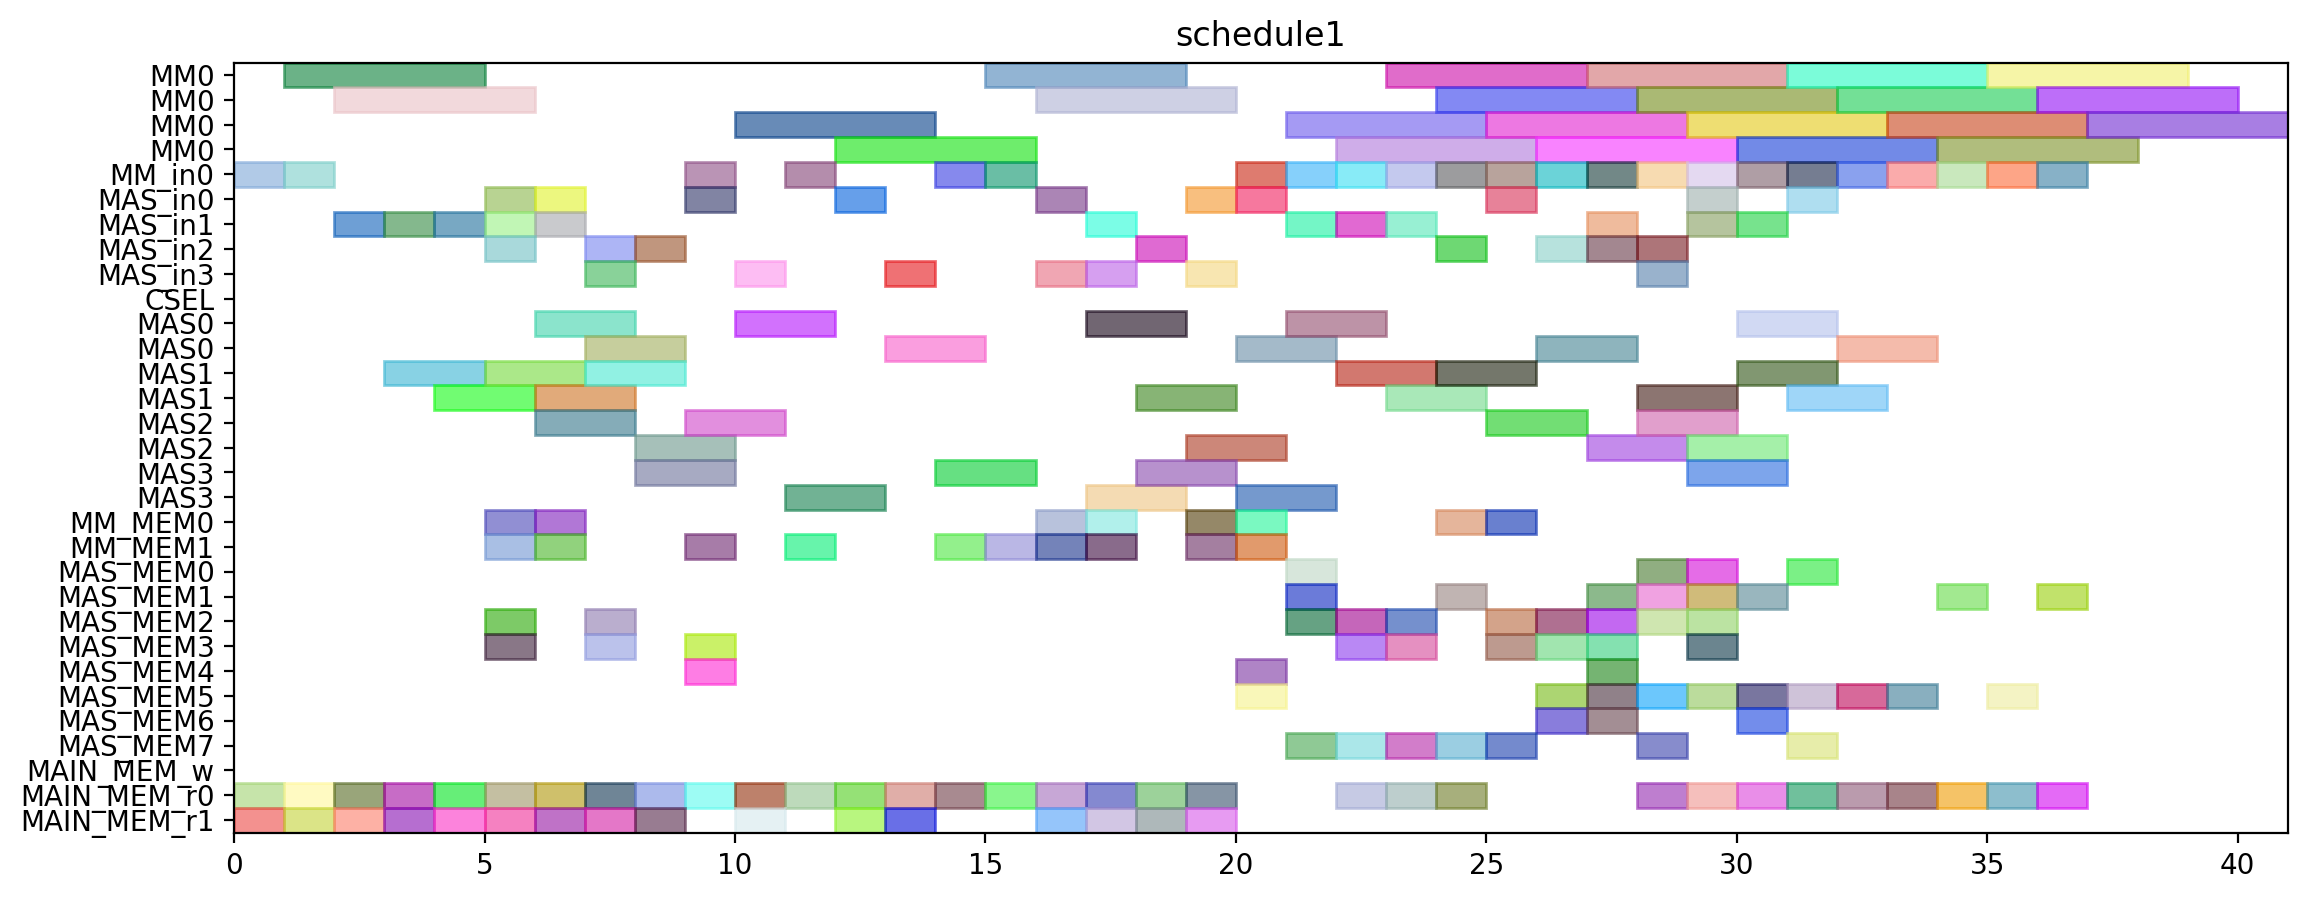 schedule1
MM0
MM0
MM0
MM0
MM_in0
MAS_in0
MAS_in1
MAS_in2
MAS_in3
CSEL
MAS0
MAS0
MAS1
MAS1
MAS2
MAS2
MAS3
MAS3
MM_MEM0
MM_MEM1
MAS_MEM0
MAS_MEM1
MAS_MEM2
MAS_MEM3
MAS_MEM4
MAS_MEM5
MAS_MEM6
MAS_MEM7
MAIN_MEM_w
MAIN_MEM_r0
MAIN_MEM_r1
0 5 10 15 20 25 30 35 40